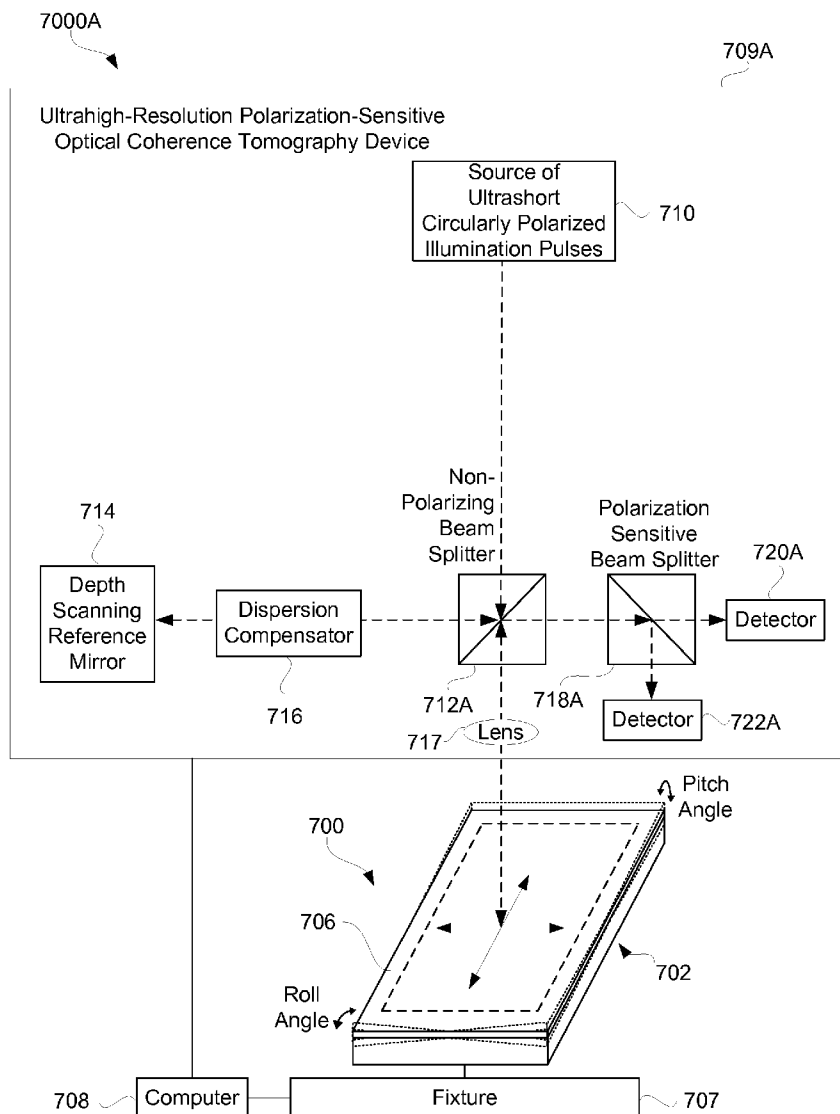 7000A
709A
Ultrahigh-Resolution Polarization-Sensitive
Optical Coherence Tomography Device
Source of
Ultrashort
Circularly Polarized
Illumination Pulses
710
Non-
Polarizing
Beam
Splitter
Polarization
Sensitive
Beam Splitter
714
720A
Depth
Scanning
Reference
Mirror
Dispersion
Compensator
Detector
716
712A
718A
717
Lens
Detector
722A
Pitch
Angle
700
706
702
Roll
Angle
708
Computer
Fixture
707